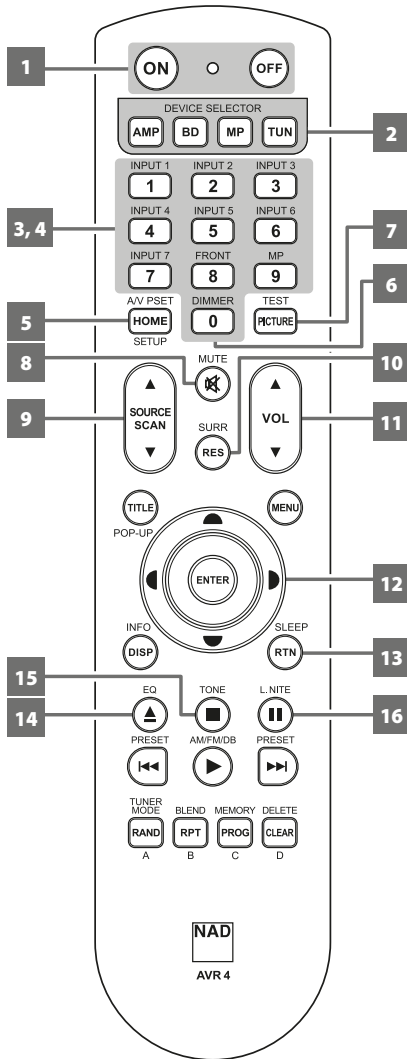 1
ON
OFF
DEVICE SELECTOR
AMP BD MP TUN
2
INPUT 1 INPUT 2 INPUT 3
1 2 3
3, 4
INPUT 4 INPUT 5 INPUT 6
4 5 6
7
INPUT 7 FRONT MP
7 8 9
6
A/V PSET DIMMER TEST
5
HOME 0 PICTURE
SETUP
8
MUTE
10
9
SOURCE
SCAN
SURR
RES
VOL
11
TITLE
MENU
POP-UP
ENTER
12
INFO
SLEEP
DISP
RTN
13
15
EQ TONE L. NITE
14
16
PRESET AM/FM/DB PRESET
TUNER
MODE BLEND MEMORY DELETE
RAND RPT PROG CLEAR
A B C D
NAD
AVR 4